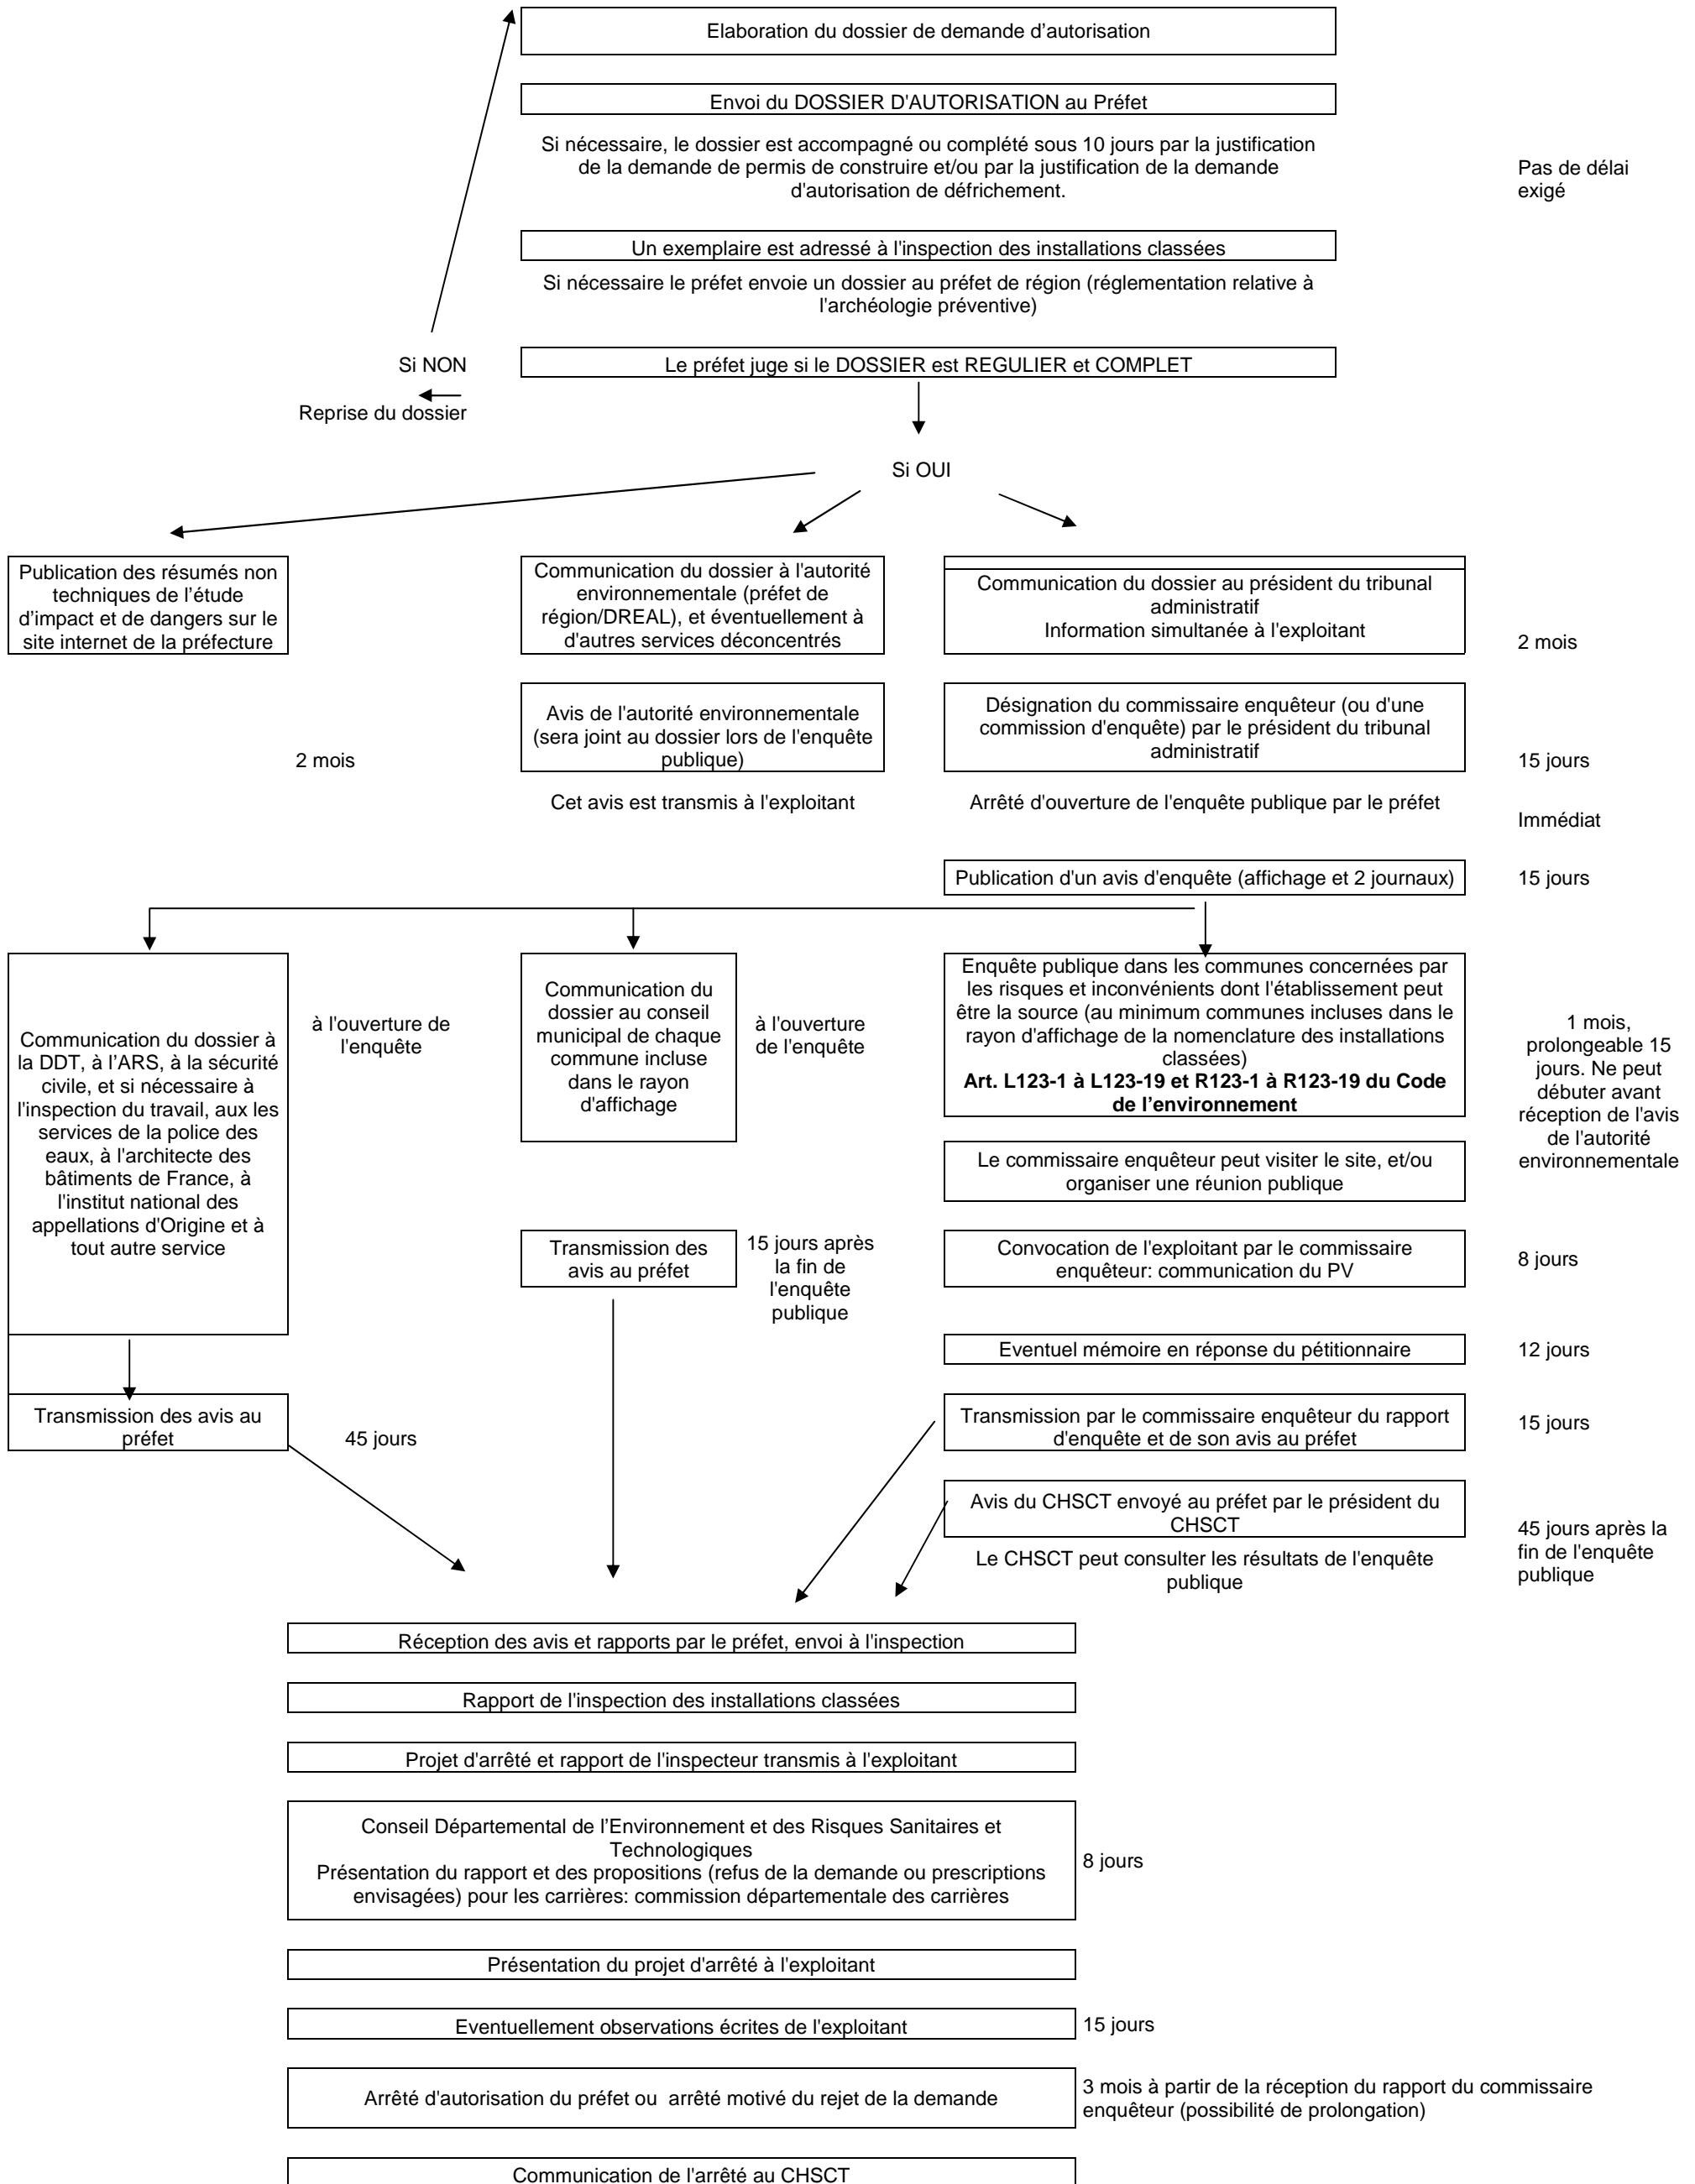 Elaboration du dossier de demande d'autorisation
Envoi du DOSSIER D'AUTORISATION au Préfet
Si nécessaire, le dossier est accompagné ou complété sous 10 jours par la justification
de la demande de permis de construire et/ou par la justification de la demande
d'autorisation de défrichement.
Pas de délai
exigé
Un exemplaire est adressé à l'inspection des installations classées
Si nécessaire le préfet envoie un dossier au préfet de région (réglementation relative à
l'archéologie préventive)
Si NON
Le préfet juge si le DOSSIER est REGULIER et COMPLET
Reprise du dossier
Si OUI
Publication des résumés non
techniques de l’étude
d’impact et de dangers sur le
site internet de la préfecture
Communication du dossier à l'autorité
environnementale (préfet de
région/DREAL), et éventuellement à
d'autres services déconcentrés
Communication du dossier au président du tribunal
administratif
Information simultanée à l'exploitant
2 mois
2 mois
Avis de l'autorité environnementale
(sera joint au dossier lors de l'enquête
publique)
Cet avis est transmis à l'exploitant
Désignation du commissaire enquêteur (ou d'une
commission d'enquête) par le président du tribunal
administratif
15 jours
Arrêté d'ouverture de l'enquête publique par le préfet
Immédiat
Publication d'un avis d'enquête (affichage et 2 journaux)
15 jours
Communication du dossier à
la DDT, à l’ARS, à la sécurité
civile, et si nécessaire à
l'inspection du travail, aux les
services de la police des
eaux, à l'architecte des
bâtiments de France, à
l'institut national des
appellations d'Origine et à
tout autre service
à l'ouverture de
l'enquête
Communication du
dossier au conseil
municipal de chaque
commune incluse
dans le rayon
d'affichage
à l'ouverture
de l'enquête
Enquête publique dans les communes concernées par
les risques et inconvénients dont l'établissement peut
être la source (au minimum communes incluses dans le
rayon d'affichage de la nomenclature des installations
classées)
Art. L123-1 à L123-19 et R123-1 à R123-19 du Code
de l’environnement
1 mois,
prolongeable 15
jours. Ne peut
débuter avant
réception de l'avis
de l'autorité
environnementale
Le commissaire enquêteur peut visiter le site, et/ou
organiser une réunion publique
Transmission des
avis au préfet
15 jours après
la fin de
l'enquête
publique
Convocation de l'exploitant par le commissaire
enquêteur: communication du PV
8 jours
Eventuel mémoire en réponse du pétitionnaire
12 jours
Transmission des avis au
préfet
45 jours
Transmission par le commissaire enquêteur du rapport
d'enquête et de son avis au préfet
15 jours
Avis du CHSCT envoyé au préfet par le président du
CHSCT
Le CHSCT peut consulter les résultats de l'enquête
publique
45 jours après la
fin de l'enquête
publique
Réception des avis et rapports par le préfet, envoi à l'inspection
Rapport de l'inspection des installations classées
Projet d'arrêté et rapport de l'inspecteur transmis à l'exploitant
Conseil Départemental de l’Environnement et des Risques Sanitaires et
Technologiques
Présentation du rapport et des propositions (refus de la demande ou prescriptions
envisagées) pour les carrières: commission départementale des carrières
8 jours
Présentation du projet d'arrêté à l'exploitant
Eventuellement observations écrites de l'exploitant
15 jours
Arrêté d'autorisation du préfet ou  arrêté motivé du rejet de la demande
3 mois à partir de la réception du rapport du commissaire
enquêteur (possibilité de prolongation)
Communication de l'arrêté au CHSCT